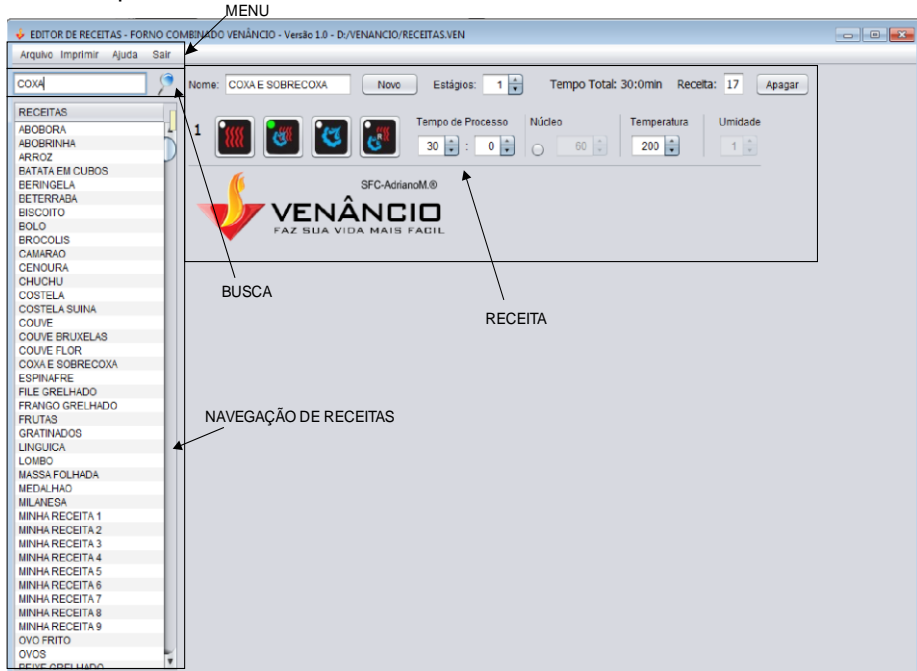 MENU
EDITOR DE RECEITAS - FORNO COMBINADO VENÂNCIO - Versão 1.0 - D:/VENANCIO/RECEITAS.VEN
Arquivo Imprimir Ajuda Sair
COXA
Nome: COXA E SOBRECOXA Novo Estágios: 1 Tempo Total: 30:0min Receita: 17 Apagar
RECEITAS
1 Tempo de Processo Núcleo Temperatura Umidade
30 : 0 60 200 1
SFC-AdrianoM.®
VENÂNCIO
FAZ SUA VIDA MAIS FACIL
ABOBORA
ABOBRINHA
ARROZ
BATATA EM CUBOS
BERINGELA
BETERRABA
BISCOITO
BOLO
BROCOLIS
CAMARAO
CENOURA
CHUCHU
COSTELA
COSTELA SUINA
COUVE
COUVE BRUXELAS
COUVE FLOR
COXA E SOBRECOXA
ESPINAFRE
FILE GRELHADO
FRANGO GRELHADO
FRUTAS
GRATINADOS
LINGUICA
LOMBO
MASSA FOLHADA
MEDALHAO
MILANESA
MINHA RECEITA 1
MINHA RECEITA 2
MINHA RECEITA 3
MINHA RECEITA 4
MINHA RECEITA 5
MINHA RECEITA 6
MINHA RECEITA 7
MINHA RECEITA 8
MINHA RECEITA 9
OVO FRITO
OVOS
PEIXE GRELHADO
BUSCA
RECEITA
NAVEGAÇÃO DE RECEITAS